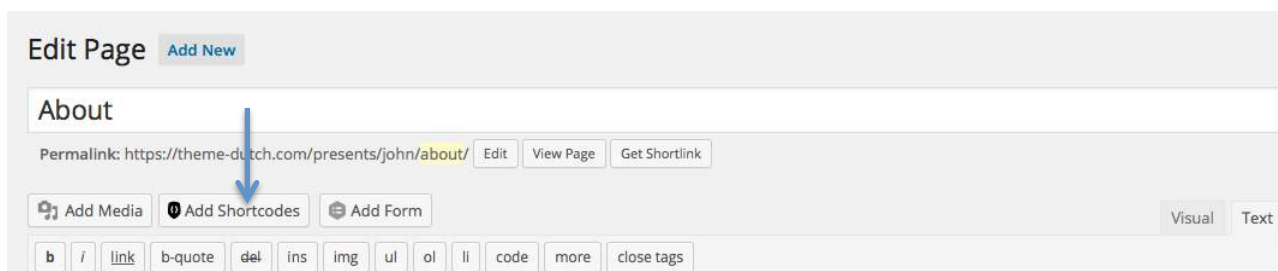 Edit Page Add New
About
Permalink: https://theme-dutch.com/presents/john/about/ Edit View Page Get Shortlink
Add Media Add Shortcodes Add Form Visual Text
b i link b-quote del ins img ul ol li code more close tags